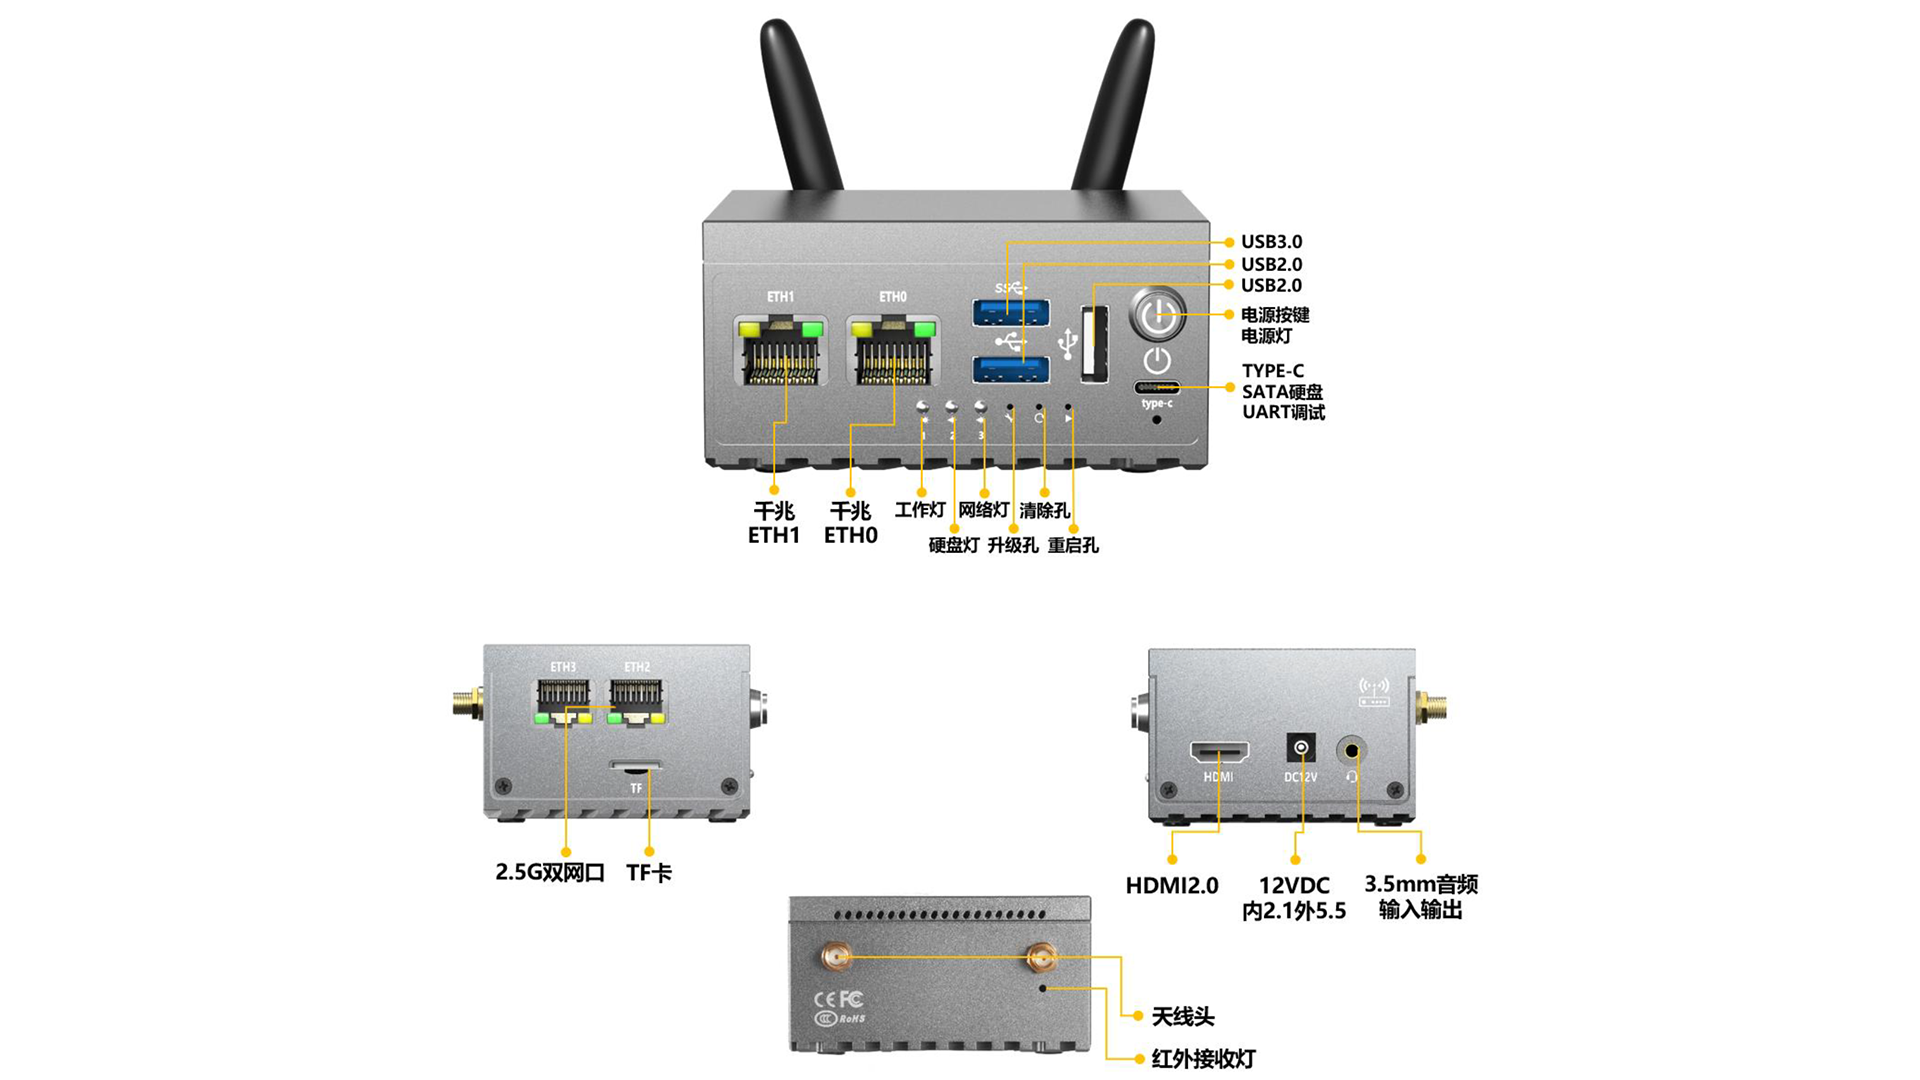 ETH1
ETH0
SS
type-c
1
2
3
USB3.0
USB2.0
USB2.0
电源按键
电源灯
TYPE-C
SATA硬盘
UART调试
千兆
ETH1
千兆
ETH0
工作灯
网络灯
清除孔
硬盘灯
升级孔
重启孔
ETH3
ETH2
TF
2.5G双网口
TF卡
HDMI
DC12V
HDMI2.0
12VDC
内2.1外5.5
3.5mm音频
输入输出
CE FC
CCC RoHS
天线头
红外接收灯